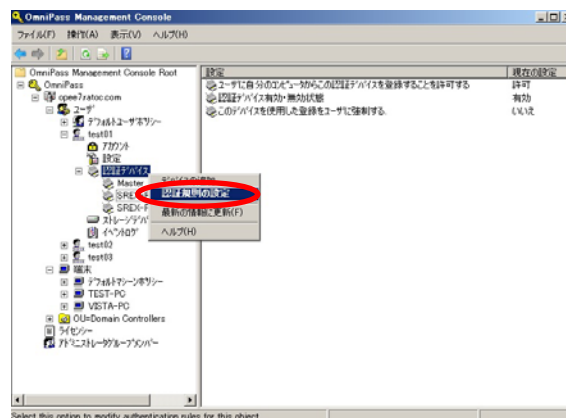 OmniPass Management Console
ファイル(F) 操作(A) 表示(V) ヘルプ(H)
OmniPass Management Console Root
OmniPass
opee7.ratoc.com
ユーザ
デフォルトユーザポリシー
test01
アカウント
設定
認証デバイス
Master
SREX-F
ストレージデバ
イベントログ
test02
test03
端末
デフォルトマシーンポリシー
TEST-PC
VISTA-PC
OU=Domain Controllers
ライセンシー
アドミニストレータグループメンバー
設定 現在の設定
ユーザに自分のコンピュータからこの認証デバイスを登録することを許可する 許可
認証デバイス有効・無効状態 有効
このデバイスを使用した登録をユーザに強制する. いいえ
デバイスの追加
認証規則の設定
最新の情報に更新(F)
ヘルプ(H)
Select this option to modify authentication rules for this object